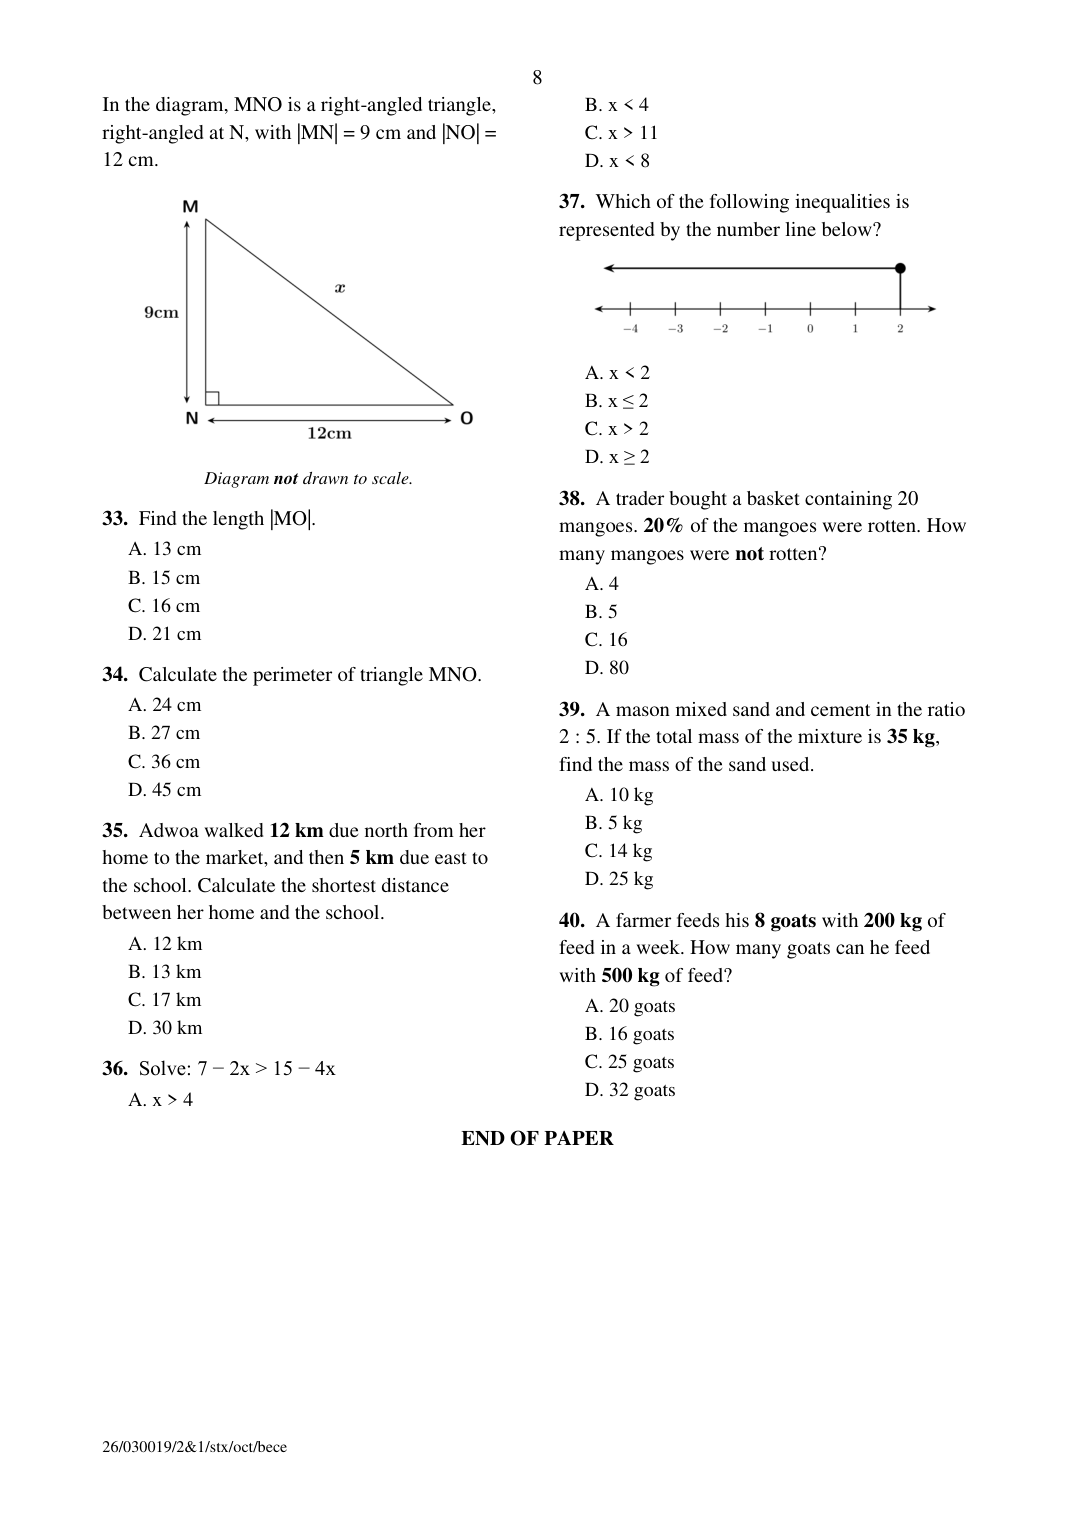 8
In the diagram, MNO is a right-angled triangle,
right-angled at N, with |MN| = 9 cm and |NO| =
12 cm.
M
x
9cm
N
O
12cm
Diagram not drawn to scale.
33. Find the length |MO|.
A. 13 cm
B. 15 cm
C. 16 cm
D. 21 cm
34. Calculate the perimeter of triangle MNO.
A. 24 cm
B. 27 cm
C. 36 cm
D. 45 cm
35. Adwoa walked 12 km due north from her
home to the market, and then 5 km due east to
the school. Calculate the shortest distance
between her home and the school.
A. 12 km
B. 13 km
C. 17 km
D. 30 km
36. Solve: 7 − 2x > 15 − 4x
A. x > 4
B. x < 4
C. x > 11
D. x < 8
37. Which of the following inequalities is
represented by the number line below?
−4 −3 −2 −1 0 1 2
A. x < 2
B. x ≤ 2
C. x > 2
D. x ≥ 2
38. A trader bought a basket containing 20
mangoes. 20% of the mangoes were rotten. How
many mangoes were not rotten?
A. 4
B. 5
C. 16
D. 80
39. A mason mixed sand and cement in the ratio
2 : 5. If the total mass of the mixture is 35 kg,
find the mass of the sand used.
A. 10 kg
B. 5 kg
C. 14 kg
D. 25 kg
40. A farmer feeds his 8 goats with 200 kg of
feed in a week. How many goats can he feed
with 500 kg of feed?
A. 20 goats
B. 16 goats
C. 25 goats
D. 32 goats
END OF PAPER
26/030019/2&1/stx/oct/bece